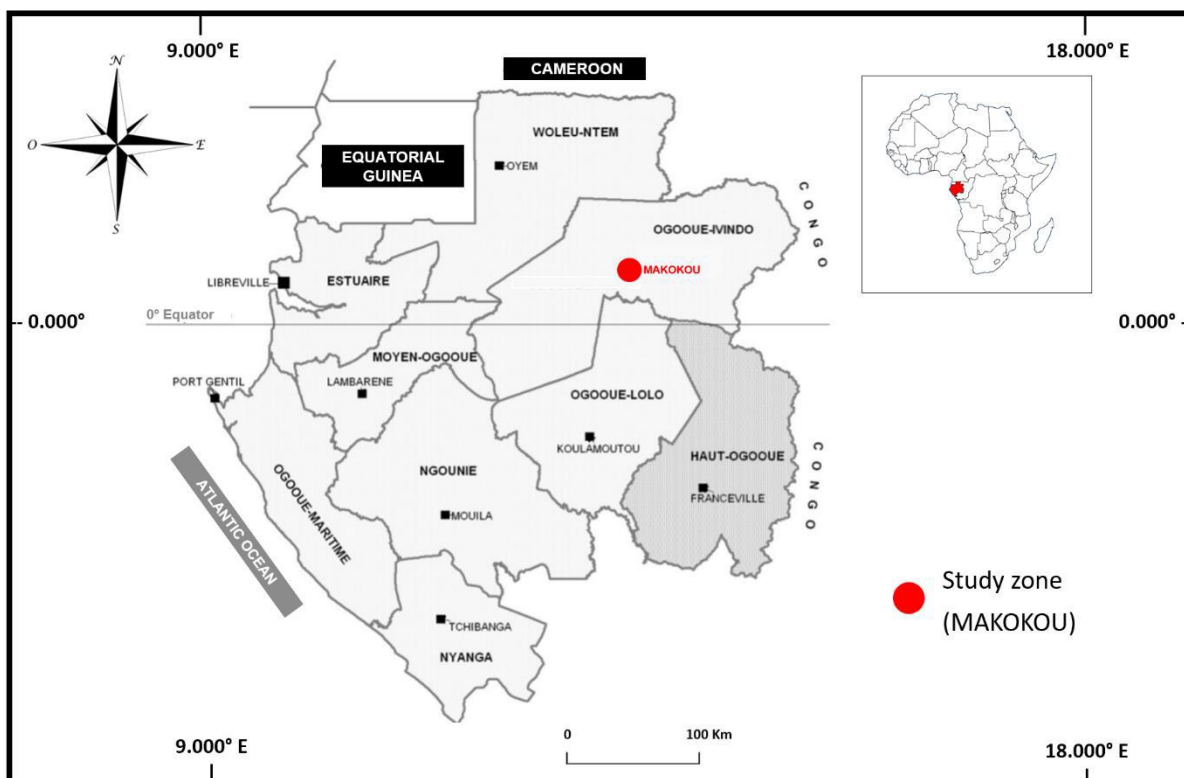 9.000° E
18.000° E
N
O
E
S
CAMEROON
WOLEU-NTEM
EQUATORIAL
GUINEA
OYEM
CONGO
OGOOUE-IVINDO
MAKOKOU
LIBREVILLE
ESTUAIRE
0° Equator
-- 0.000°
0.000° -
MOYEN-OGOOUE
PORT GENTIL
LAMBARENE
OGOOUE-LOLO
KOULAMOUTOU
HAUT-OGOOUE
CONGO
NGOUNIE
FRANCEVILLE
OGOOUE-MARITIME
ATLANTIC OCEAN
MOUILA
Study zone
(MAKOKOU)
TCHIBANGA
NYANGA
0 100 Km
9.000° E
18.000° E